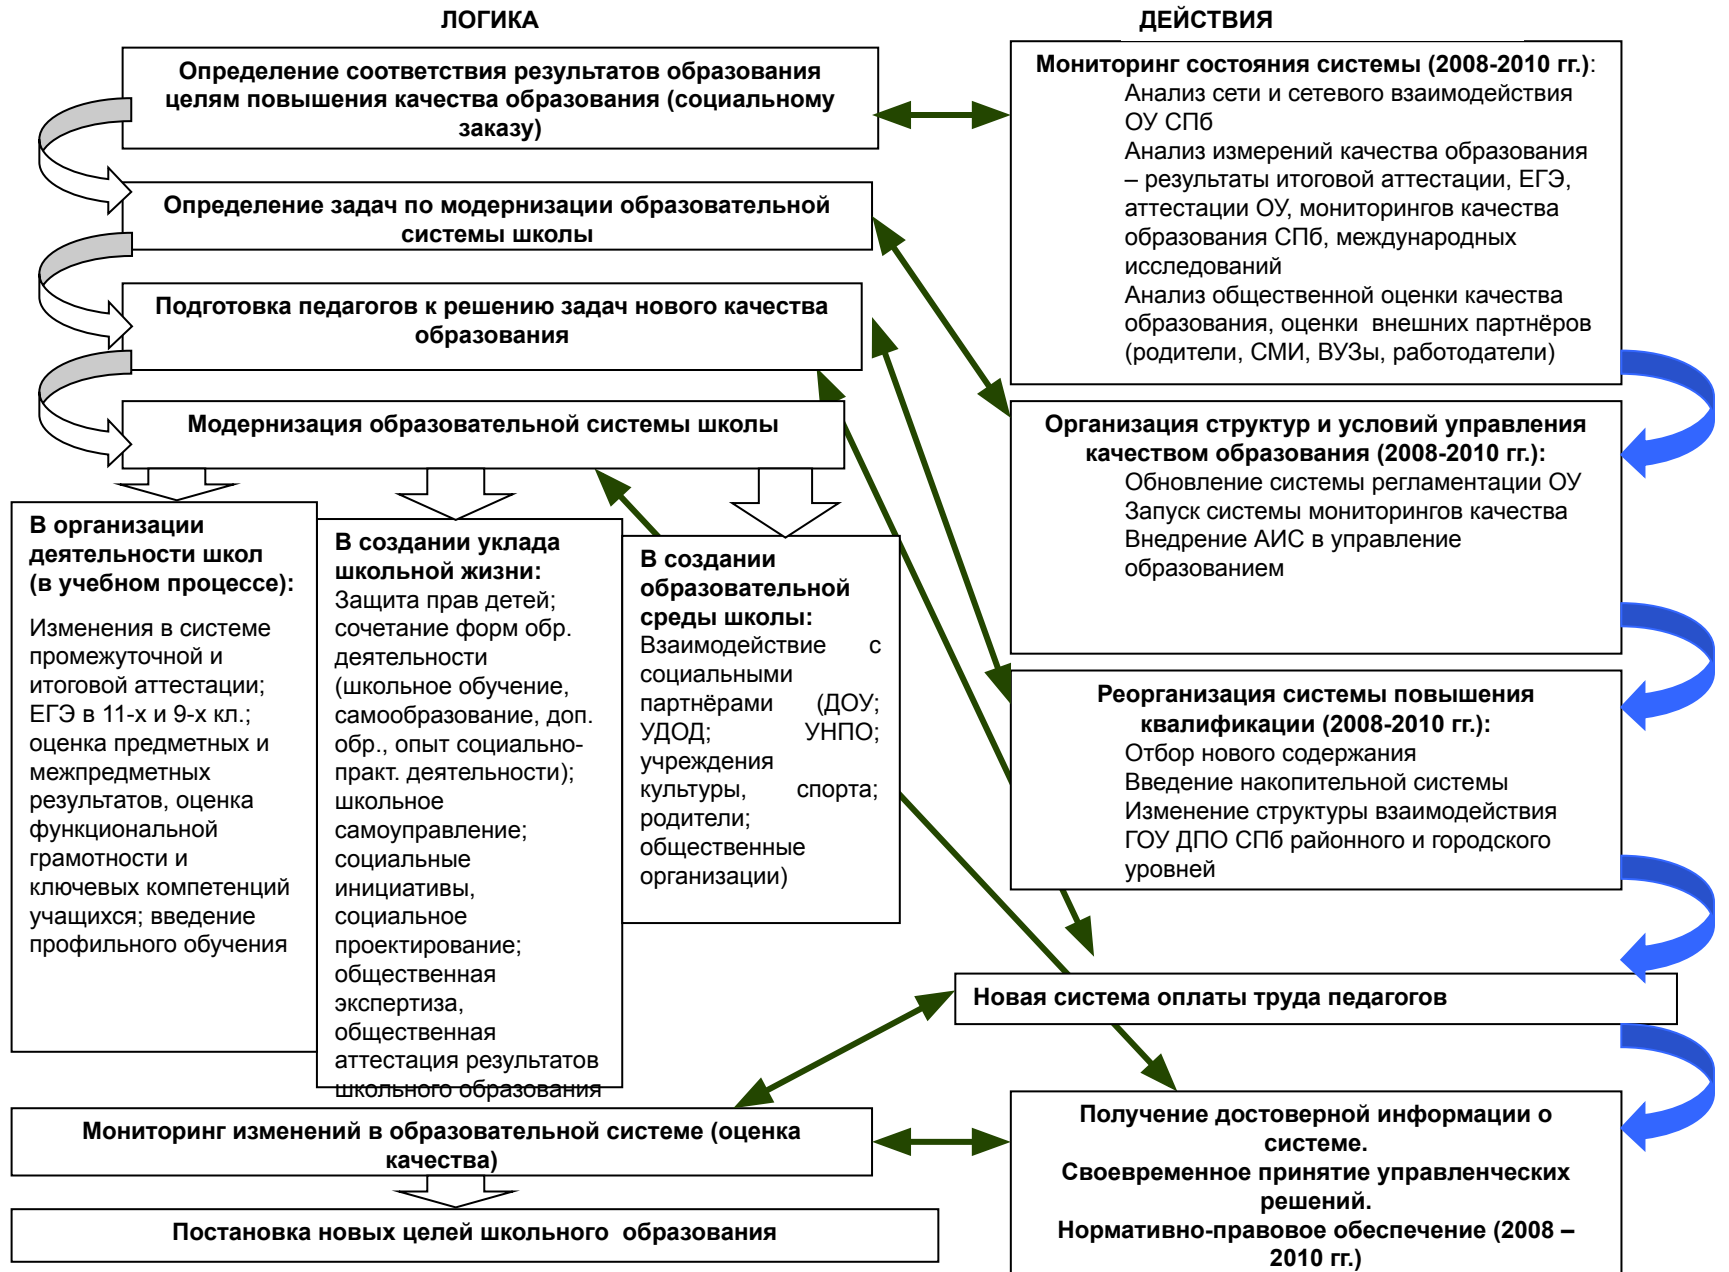 ЛОГИКА
Определение соответствия результатов образования
целям повышения качества образования (социальному
заказу)
Определение задач по модернизации образовательной
системы школы
Подготовка педагогов к решению задач нового качества
образования
Модернизация образовательной системы школы
В организации
деятельности школ
(в учебном процессе):
Изменения в системе
промежуточной и
итоговой аттестации;
ЕГЭ в 11-х и 9-х кл.;
оценка предметных и
межпредметных
результатов, оценка
функциональной
грамотности и
ключевых компетенций
учащихся; введение
профильного обучения
В создании уклада
школьной жизни:
Защита прав детей;
сочетание форм обр.
деятельности
(школьное обучение,
самообразование, доп.
обр., опыт социально-
практ. деятельности);
школьное
самоуправление;
социальные
инициативы,
социальное
проектирование;
общественная
экспертиза,
общественная
аттестация результатов
школьного образования
В создании
образовательной
среды школы:
Взаимодействие с
социальными
партнёрами (ДОУ;
УДОД; УНПО;
учреждения
культуры, спорта;
родители;
общественные
организации)
Мониторинг изменений в образовательной системе (оценка
качества)
Постановка новых целей школьного образования
ДЕЙСТВИЯ
Мониторинг состояния системы (2008-2010 гг.):
Анализ сети и сетевого взаимодействия
ОУ СПб
Анализ измерений качества образования
– результаты итоговой аттестации, ЕГЭ,
аттестации ОУ, мониторингов качества
образования СПб, международных
исследований
Анализ общественной оценки качества
образования, оценки внешних партнёров
(родители, СМИ, ВУЗы, работодатели)
Организация структур и условий управления
качеством образования (2008-2010 гг.):
Обновление системы регламентации ОУ
Запуск системы мониторингов качества
Внедрение АИС в управление
образованием
Реорганизация системы повышения
квалификации (2008-2010 гг.):
Отбор нового содержания
Введение накопительной системы
Изменение структуры взаимодействия
ГОУ ДПО СПб районного и городского
уровней
Новая система оплаты труда педагогов
Получение достоверной информации о
системе.
Своевременное принятие управленческих
решений.
Нормативно-правовое обеспечение (2008 –
2010 гг.)